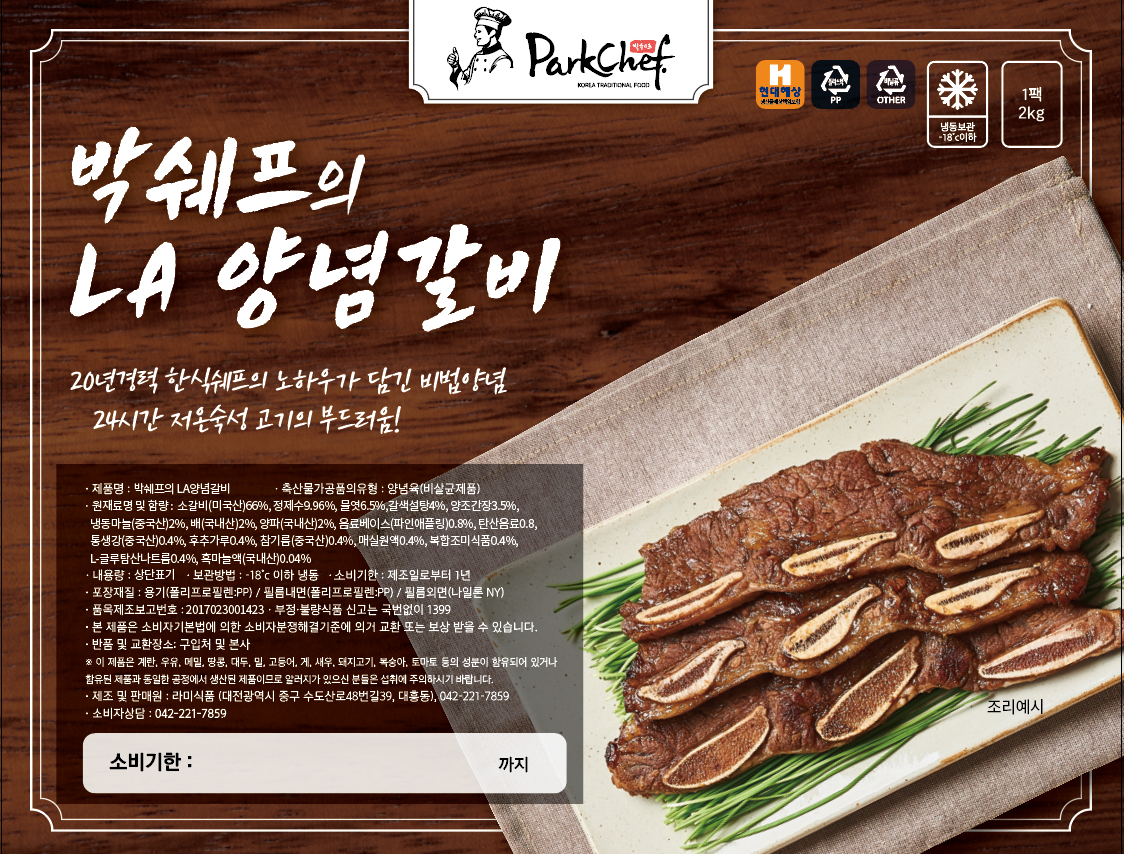 박쉐프
ParkChef.
KOREA TRADITIONAL FOOD
H
현대해상
PP
OTHER
냉동보관
-18˚c이하
1팩
2kg
박쉐프의
LA 양념갈비
20년경력 한식쉐프의 노하우가 담긴 비법양념
24시간 저온숙성 고기의 부드러움!
· 제품명 : 박쉐프의 LA양념갈비 · 축산물가공품의유형 : 양념육(비살균제품)
· 원재료명 및 함량 : 소갈비(미국산)66%, 정제수9.96%, 물엿6.5%,갈색설탕4%, 양조간장3.5%,
냉동마늘(중국산)2%, 배(국내산)2%, 양파(국내산)2%, 음료베이스(파인애플링)0.8%, 탄산음료0.8,
통생강(중국산)0.4%, 후추가루0.4%, 참기름(중국산)0.4%, 매실원액0.4%, 복합조미식품0.4%,
L-글루탐산나트륨0.4%, 흑마늘액(국내산)0.04%
· 내용량 : 상단표기 · 보관방법 : -18˚c 이하 냉동 · 소비기한 : 제조일로부터 1년
· 포장재질 : 용기(폴리프로필렌:PP) / 필름내면(폴리프로필렌:PP) / 필름외면(나일론 NY)
· 품목제조보고번호 : 2017023001423 · 부정·불량식품 신고는 국번없이 1399
· 본 제품은 소비자기본법에 의한 소비자분정해결기준에 의거 교환 또는 보상 받을 수 있습니다.
· 반품 및 교환장소: 구입처 및 본사
※ 이 제품은 계란, 우유, 메밀, 땅콩, 대두, 밀, 고등어, 게, 새우, 돼지고기, 복숭아, 토마토 등의 성분이 함유되어 있거나
함유된 제품과 동일한 공정에서 생산된 제품이므로 알러지가 있으신 분들은 섭취에 주의하시기 바랍니다.
· 제조 및 판매원 : 라미식품 (대전광역시 중구 수도산로48번길39, 대흥동), 042-221-7859
· 소비자상담 : 042-221-7859
소비기한 : 까지
조리예시